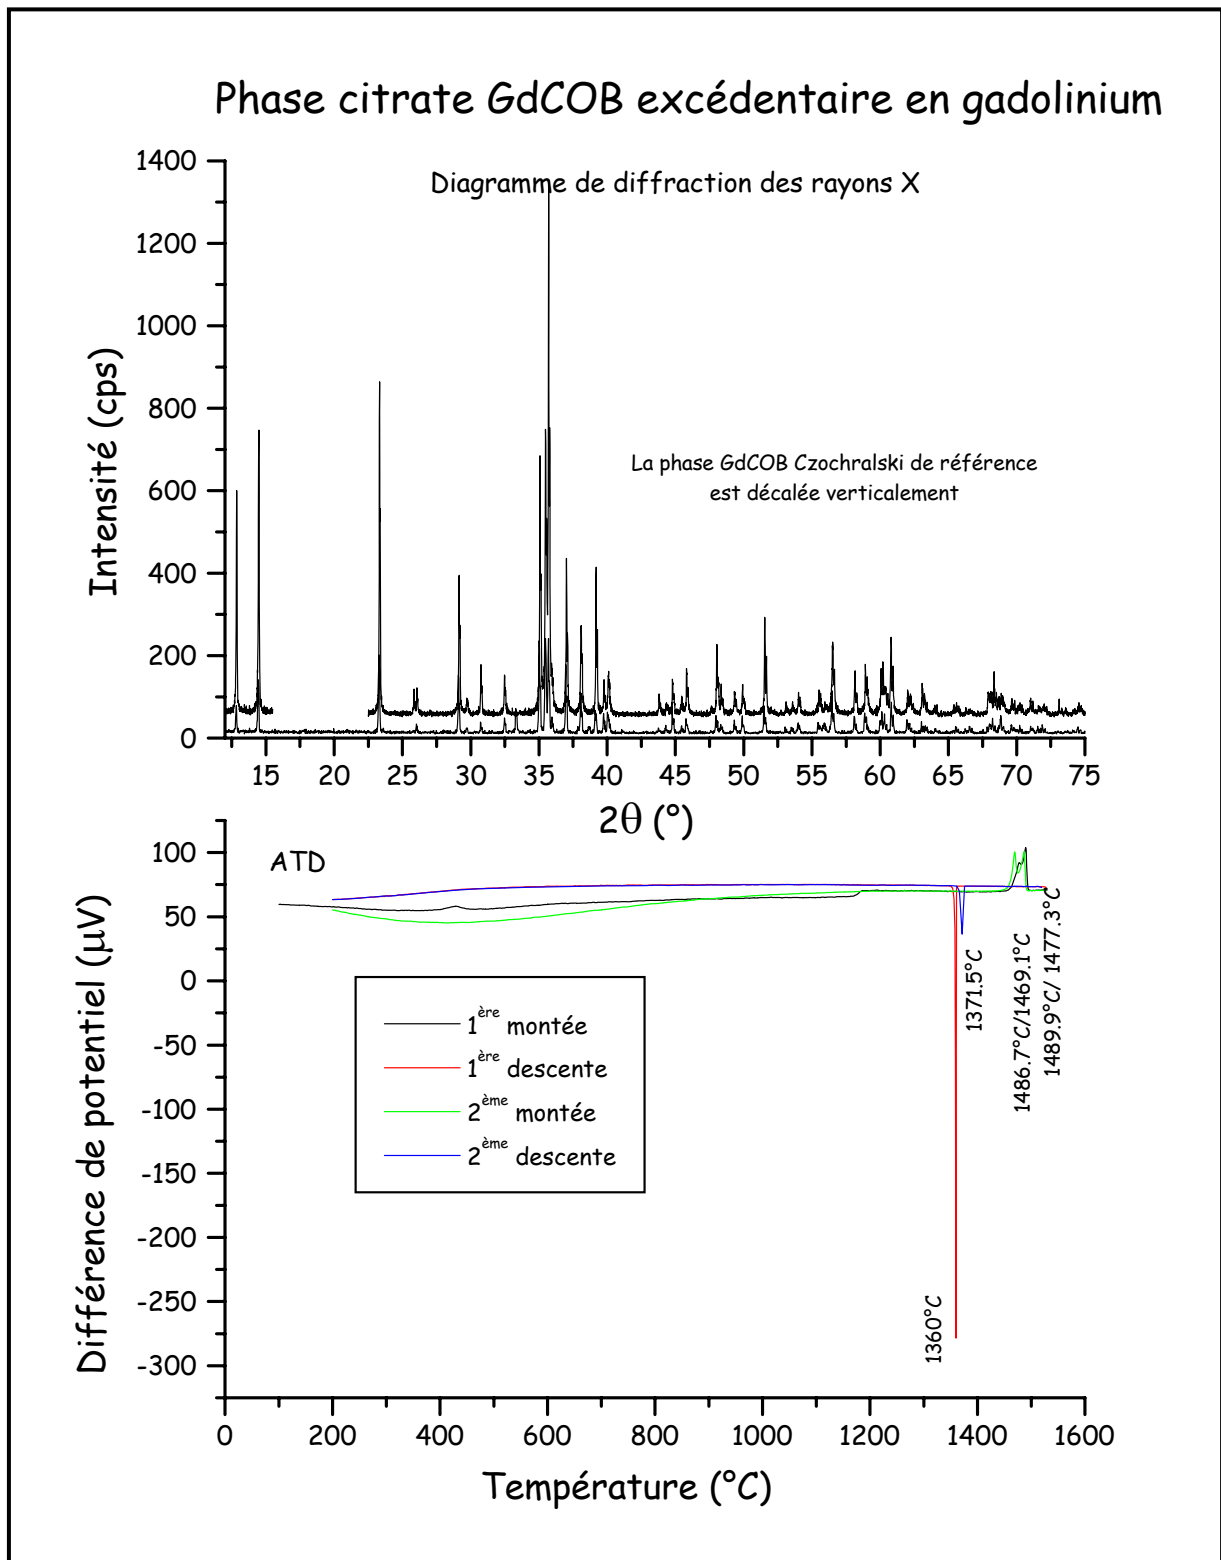 Phase citrate GdCOB excédentaire en gadolinium
Diagramme de diffraction des rayons X
1400
1200
1000
800
600
400
200
0
Intensité (cps)
La phase GdCOB Czochralski de référence
est décalée verticalement
15 20 25 30 35 40 45 50 55 60 65 70 75
2θ (°)
ATD
100
50
0
-50
-100
-150
-200
-250
-300
Différence de potentiel (µV)
1371.5°C
1486.7°C/1469.1°C
1489.9°C/ 1477.3°C
1ère montée
1ère descente
2ème montée
2ème descente
1360°C
0 200 400 600 800 1000 1200 1400 1600
Température (°C)